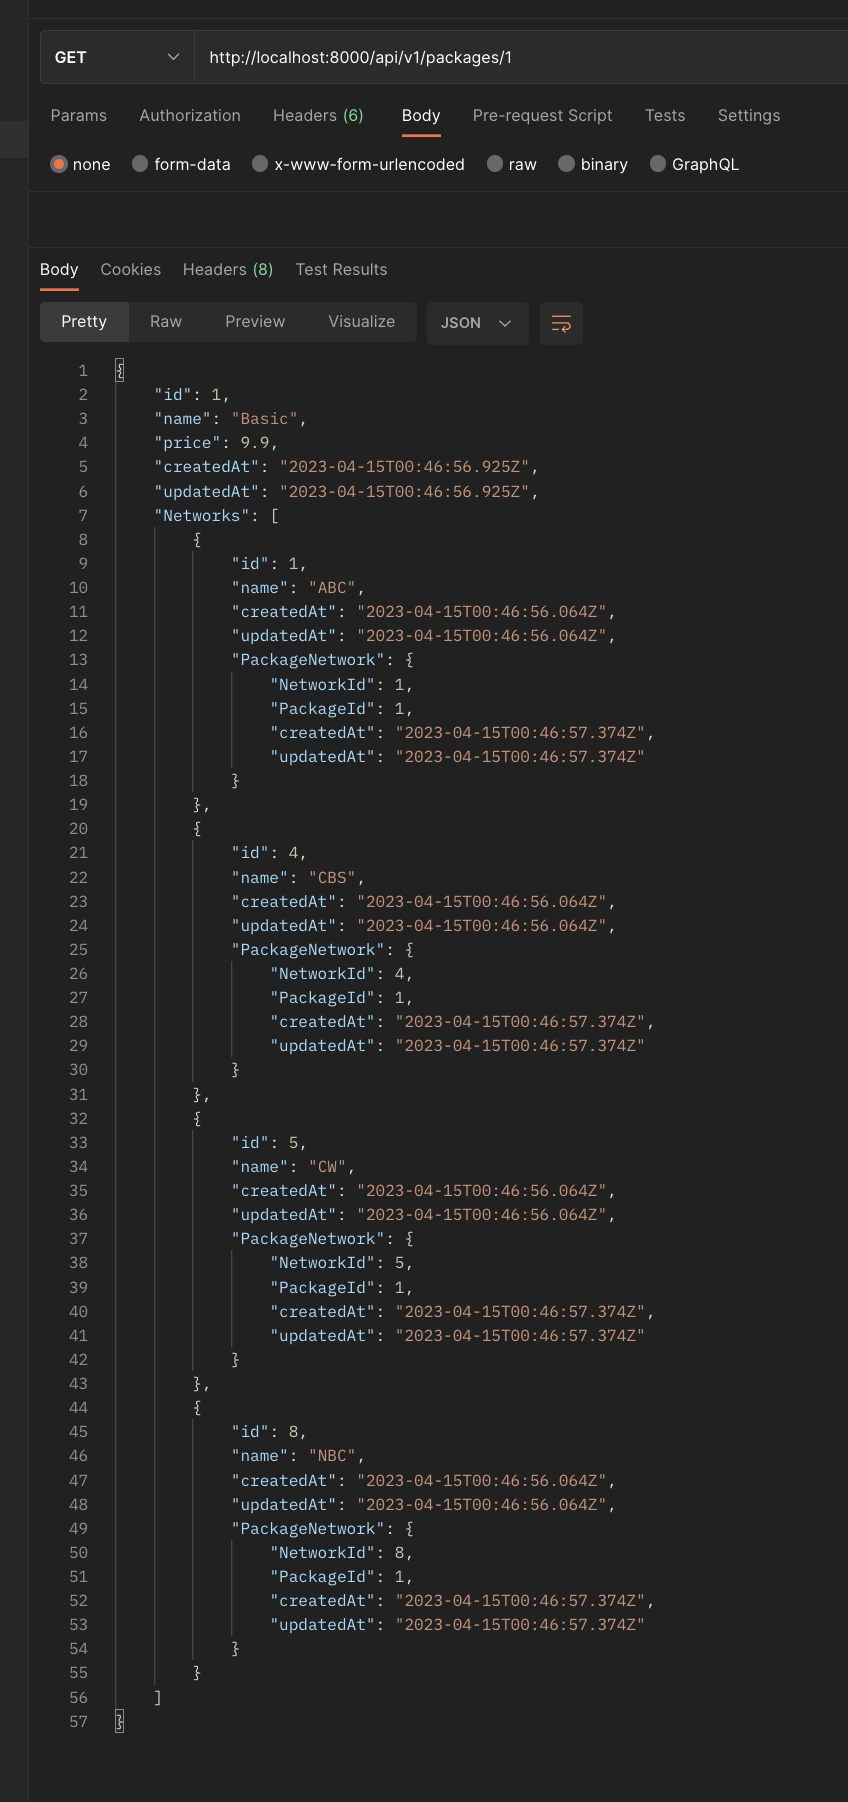 GET http://localhost:8000/api/v1/packages/1
Params Authorization Headers (6) Body Pre-request Script Tests Settings
none form-data x-www-form-urlencoded raw binary GraphQL
Body Cookies Headers (8) Test Results
Pretty Raw Preview Visualize JSON
1 {
2 "id": 1,
3 "name": "Basic",
4 "price": 9.9,
5 "createdAt": "2023-04-15T00:46:56.925Z",
6 "updatedAt": "2023-04-15T00:46:56.925Z",
7 "Networks": [
8 {
9 "id": 1,
10 "name": "ABC",
11 "createdAt": "2023-04-15T00:46:56.064Z",
12 "updatedAt": "2023-04-15T00:46:56.064Z",
13 "PackageNetwork": {
14 "NetworkId": 1,
15 "PackageId": 1,
16 "createdAt": "2023-04-15T00:46:57.374Z",
17 "updatedAt": "2023-04-15T00:46:57.374Z"
18 }
19 },
20 {
21 "id": 4,
22 "name": "CBS",
23 "createdAt": "2023-04-15T00:46:56.064Z",
24 "updatedAt": "2023-04-15T00:46:56.064Z",
25 "PackageNetwork": {
26 "NetworkId": 4,
27 "PackageId": 1,
28 "createdAt": "2023-04-15T00:46:57.374Z",
29 "updatedAt": "2023-04-15T00:46:57.374Z"
30 }
31 },
32 {
33 "id": 5,
34 "name": "CW",
35 "createdAt": "2023-04-15T00:46:56.064Z",
36 "updatedAt": "2023-04-15T00:46:56.064Z",
37 "PackageNetwork": {
38 "NetworkId": 5,
39 "PackageId": 1,
40 "createdAt": "2023-04-15T00:46:57.374Z",
41 "updatedAt": "2023-04-15T00:46:57.374Z"
42 }
43 },
44 {
45 "id": 8,
46 "name": "NBC",
47 "createdAt": "2023-04-15T00:46:56.064Z",
48 "updatedAt": "2023-04-15T00:46:56.064Z",
49 "PackageNetwork": {
50 "NetworkId": 8,
51 "PackageId": 1,
52 "createdAt": "2023-04-15T00:46:57.374Z",
53 "updatedAt": "2023-04-15T00:46:57.374Z"
54 }
55 }
56 ]
57 }